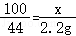 100/44 = x/2.2g